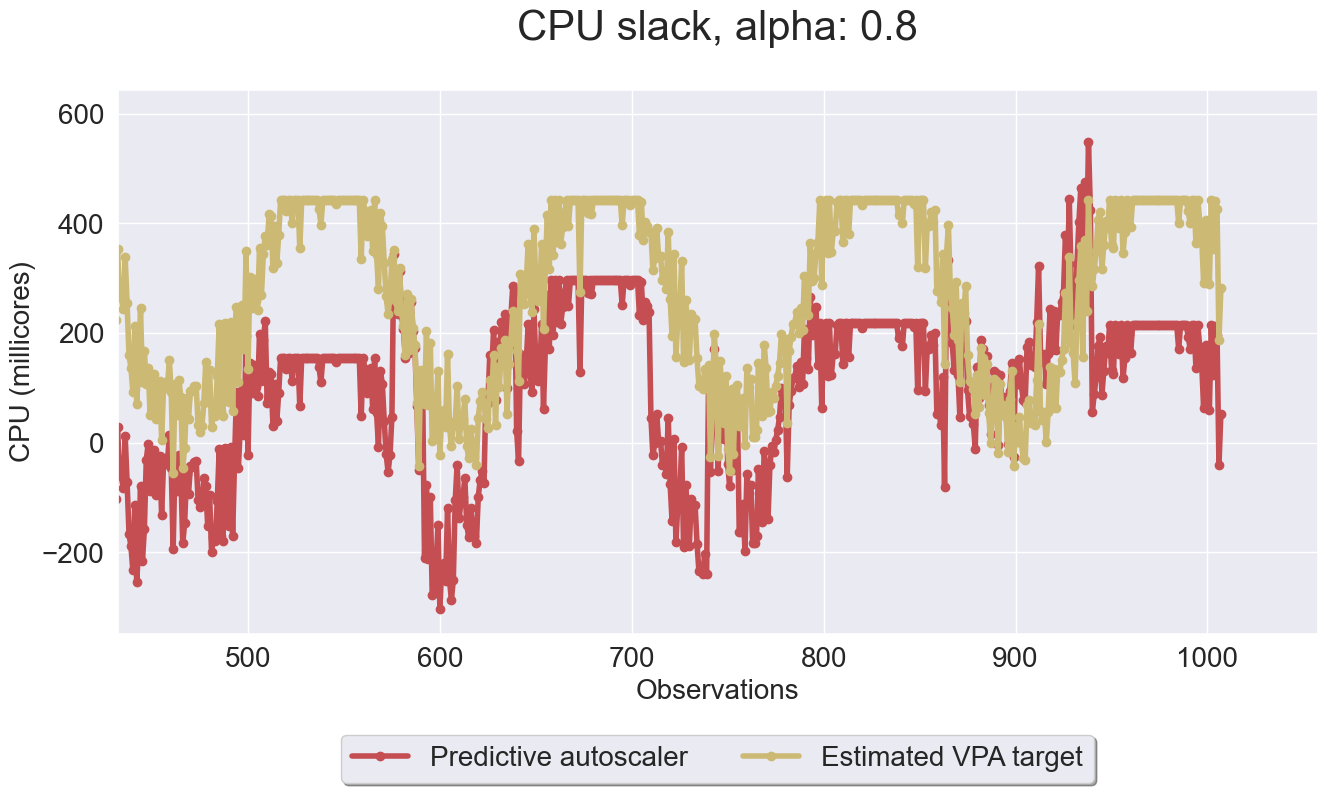 CPU slack, alpha: 0.8
600
400
200
0
−200
CPU (millicores)
500 600 700 800 900 1000
Observations
Predictive autoscaler Estimated VPA target